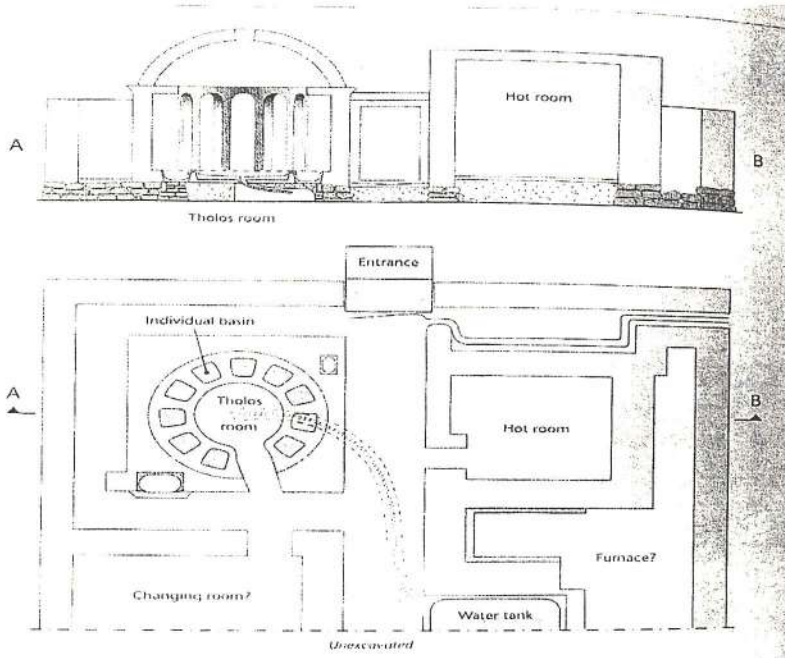 Hot room
A
B
Tholos room
Entrance
Individual basin
A
B
Tholos
room
Hot room
Furnace?
Changing room?
Water tank
Unexcavated